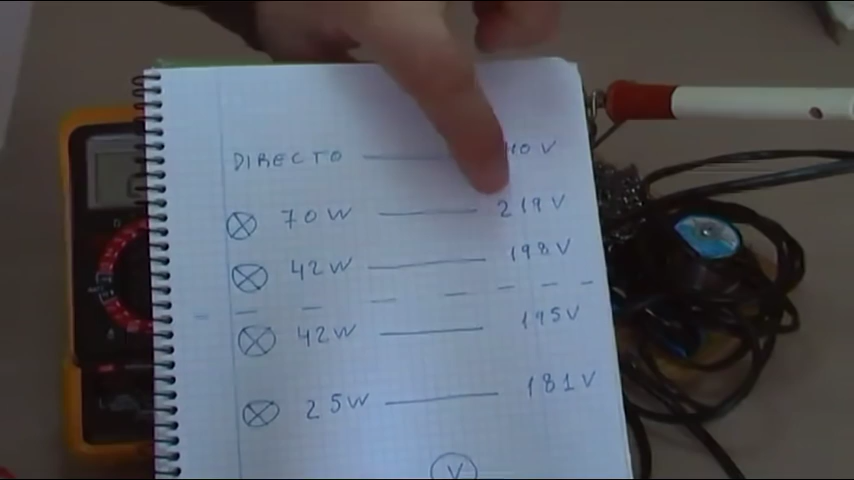 DIRECTO —— V
⊗ 70W —— 219V
⊗ 42W —— 198V
⊗ 42W —— 195V
⊗ 25W —— 181V
V